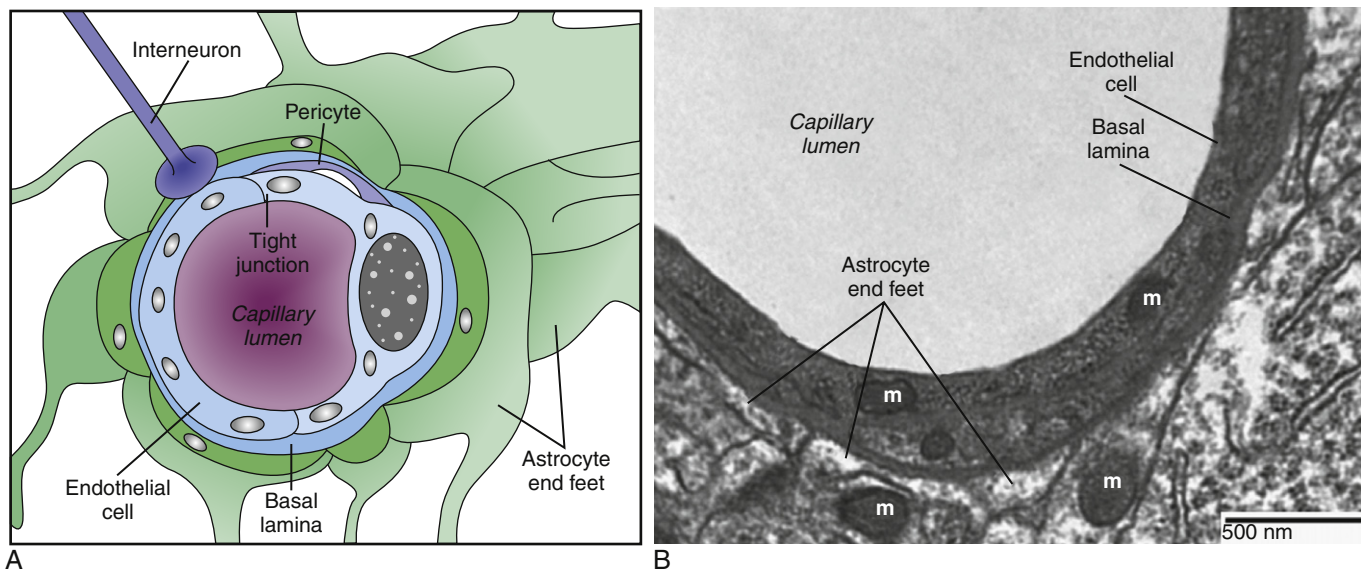 Interneuron
Pericyte
Tight
junction
Capillary
lumen
Astrocyte
end feet
Endothelial
cell
Basal
lamina
A
Endothelial
cell
Capillary
lumen
Basal
lamina
Astrocyte
end feet
m
m
m
m
500 nm
B